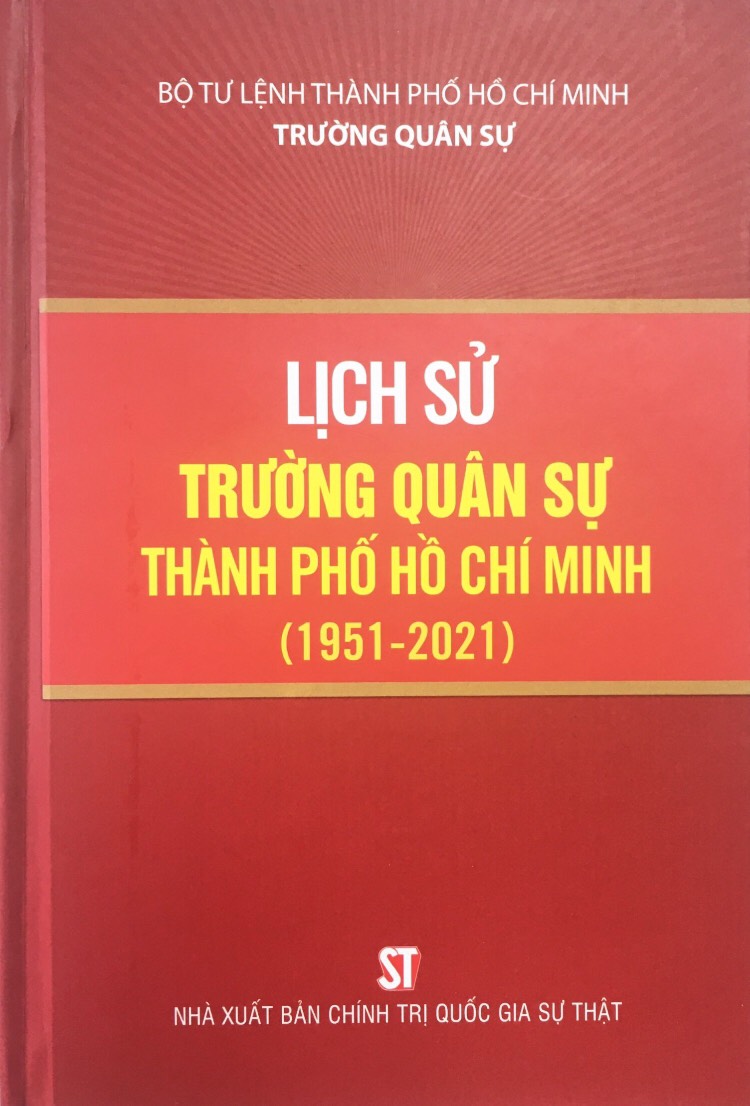 BỘ TƯ LỆNH THÀNH PHỐ HỒ CHÍ MINH
TRƯỜNG QUÂN SỰ
LỊCH SỬ
TRƯỜNG QUÂN SỰ
THÀNH PHỐ HỒ CHÍ MINH
(1951-2021)
ST
NHÀ XUẤT BẢN CHÍNH TRỊ QUỐC GIA SỰ THẬT